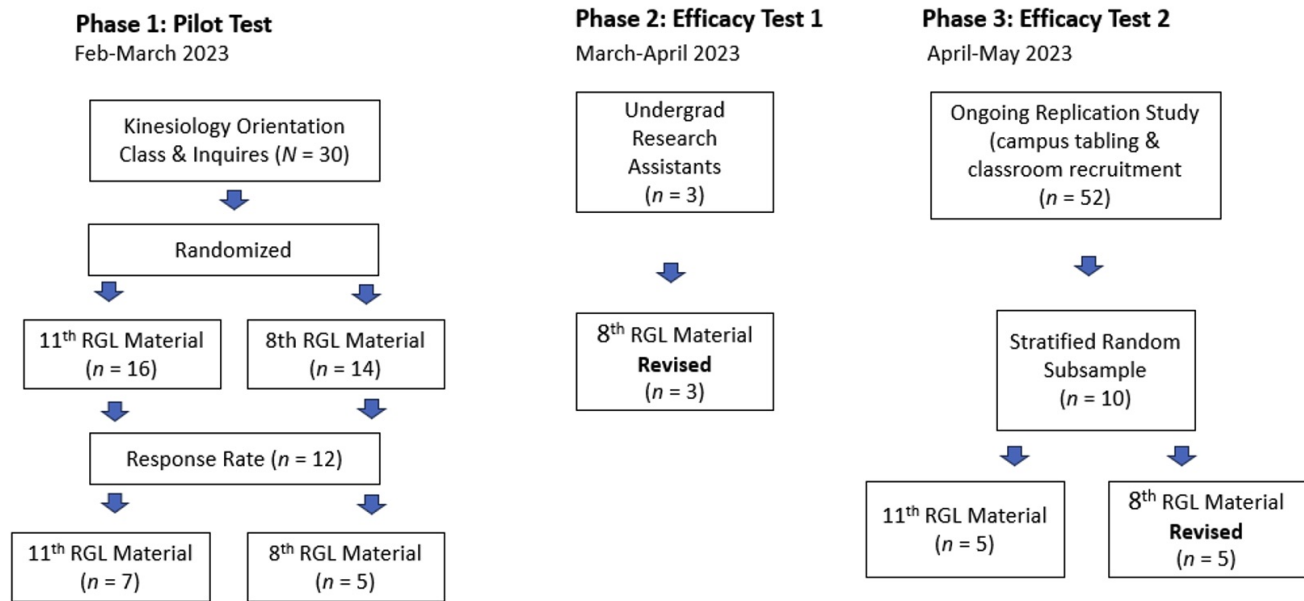 Phase 1: Pilot Test
Feb-March 2023
Kinesiology Orientation
Class & Inquires (N = 30)
Randomized
11th RGL Material
(n = 16)
8th RGL Material
(n = 14)
Response Rate (n = 12)
11th RGL Material
(n = 7)
8th RGL Material
(n = 5)
Phase 2: Efficacy Test 1
March-April 2023
Undergrad
Research
Assistants
(n = 3)
8th RGL Material
Revised
(n = 3)
Phase 3: Efficacy Test 2
April-May 2023
Ongoing Replication Study
(campus tabling &
classroom recruitment
(n = 52)
Stratified Random
Subsample
(n = 10)
11th RGL Material
(n = 5)
8th RGL Material
Revised
(n = 5)